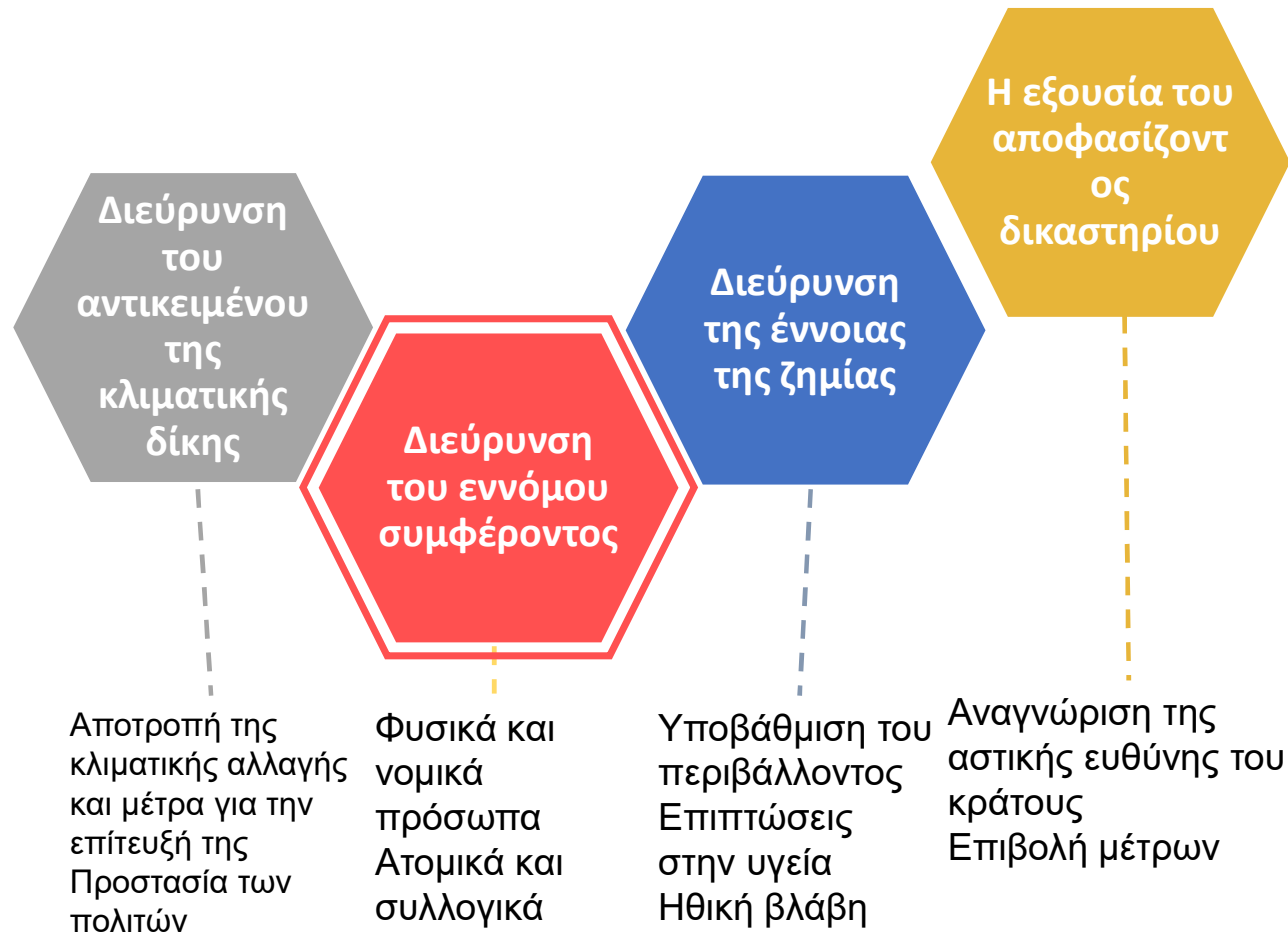 Διεύρυνση
του
αντικειμένου
της
κλιματικής
δίκης
Αποτροπή της
κλιματικής αλλαγής
και μέτρα για την
επίτευξή της
Προστασία των
πολιτών
Διεύρυνση
του εννόμου
συμφέροντος
Φυσικά και
νομικά
πρόσωπα
Ατομικά και
συλλογικά
Διεύρυνση
της έννοιας
της ζημίας
Υποβάθμιση του
περιβάλλοντος
Επιπτώσεις
στην υγεία
Ηθική βλάβη
Η εξουσία του
αποφασίζοντ
ος
δικαστηρίου
Αναγνώριση της
αστικής ευθύνης του
κράτους
Επιβολή μέτρων